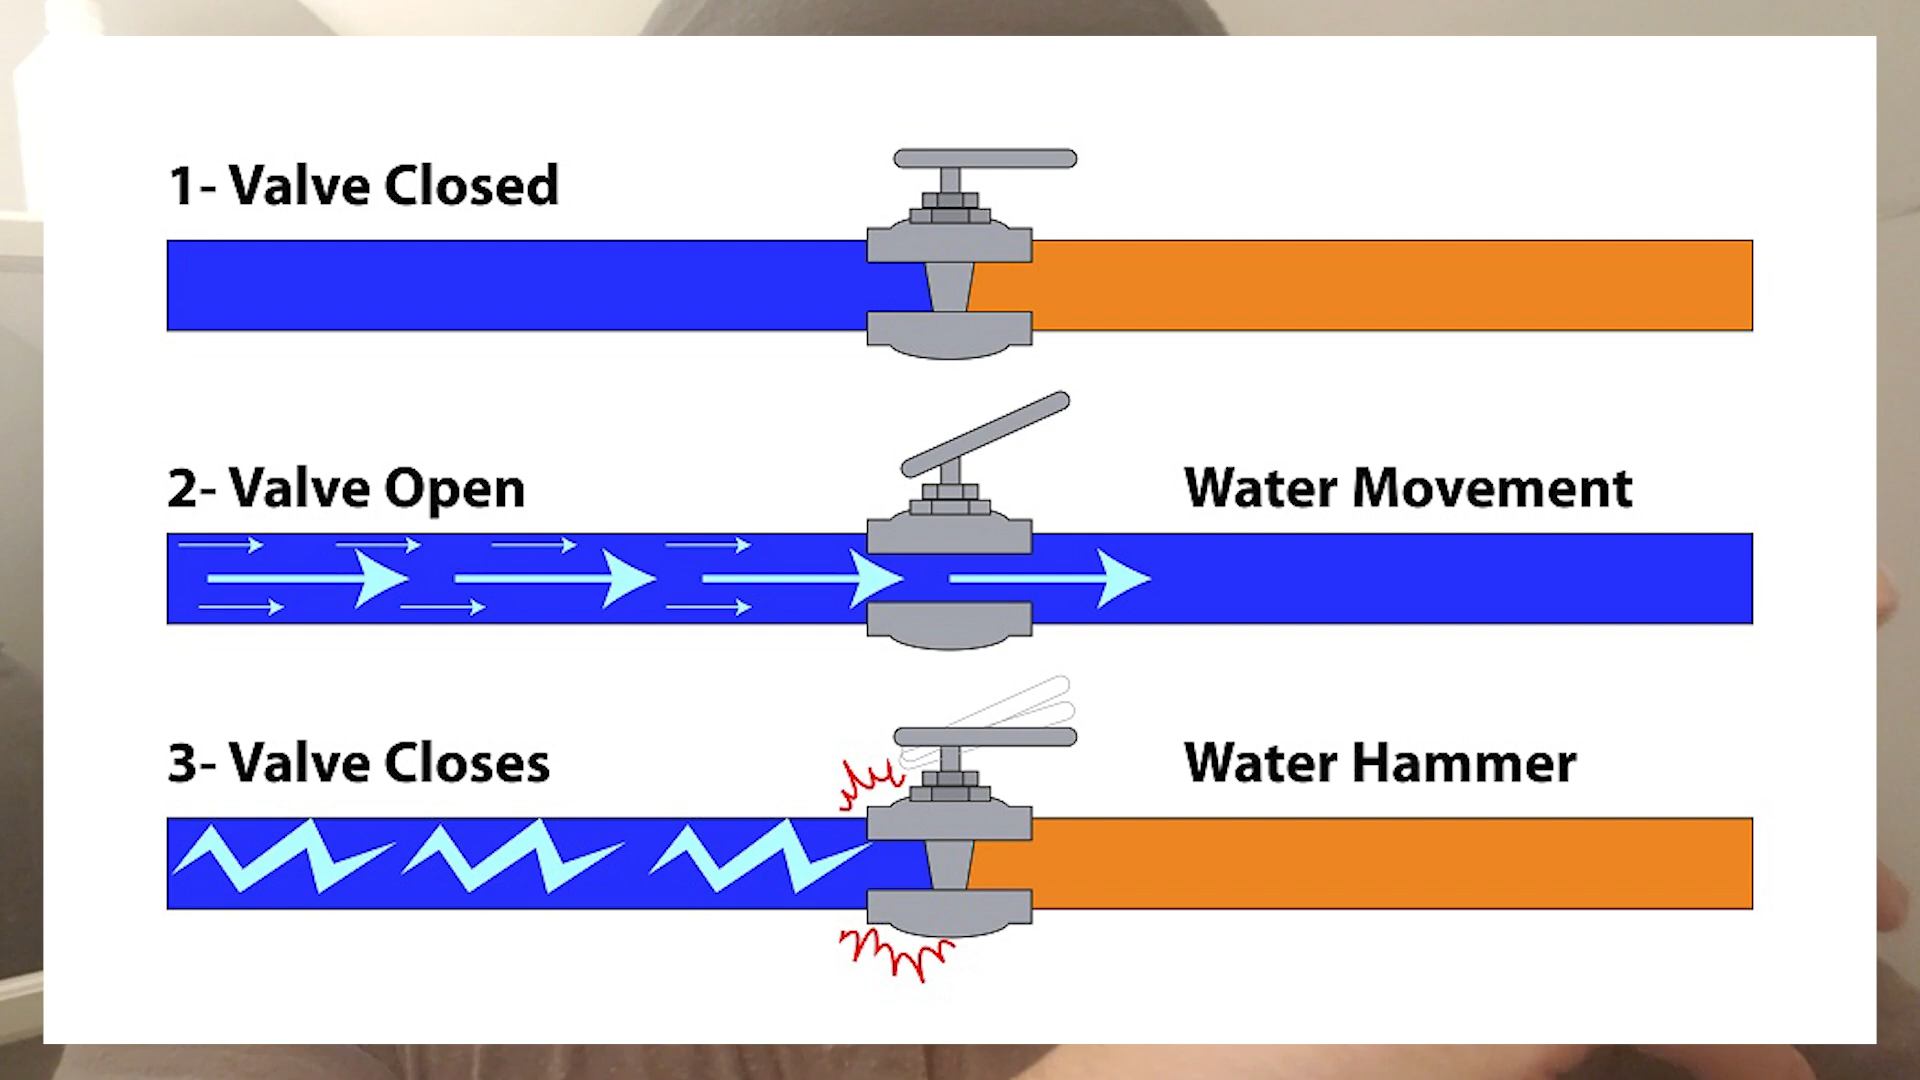 1- Valve Closed
2- Valve Open
Water Movement
3- Valve Closes
Water Hammer